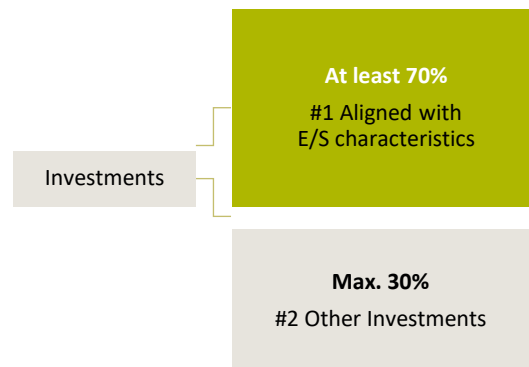 At least 70%
#1 Aligned with
E/S characteristics
Investments
Max. 30%
#2 Other Investments